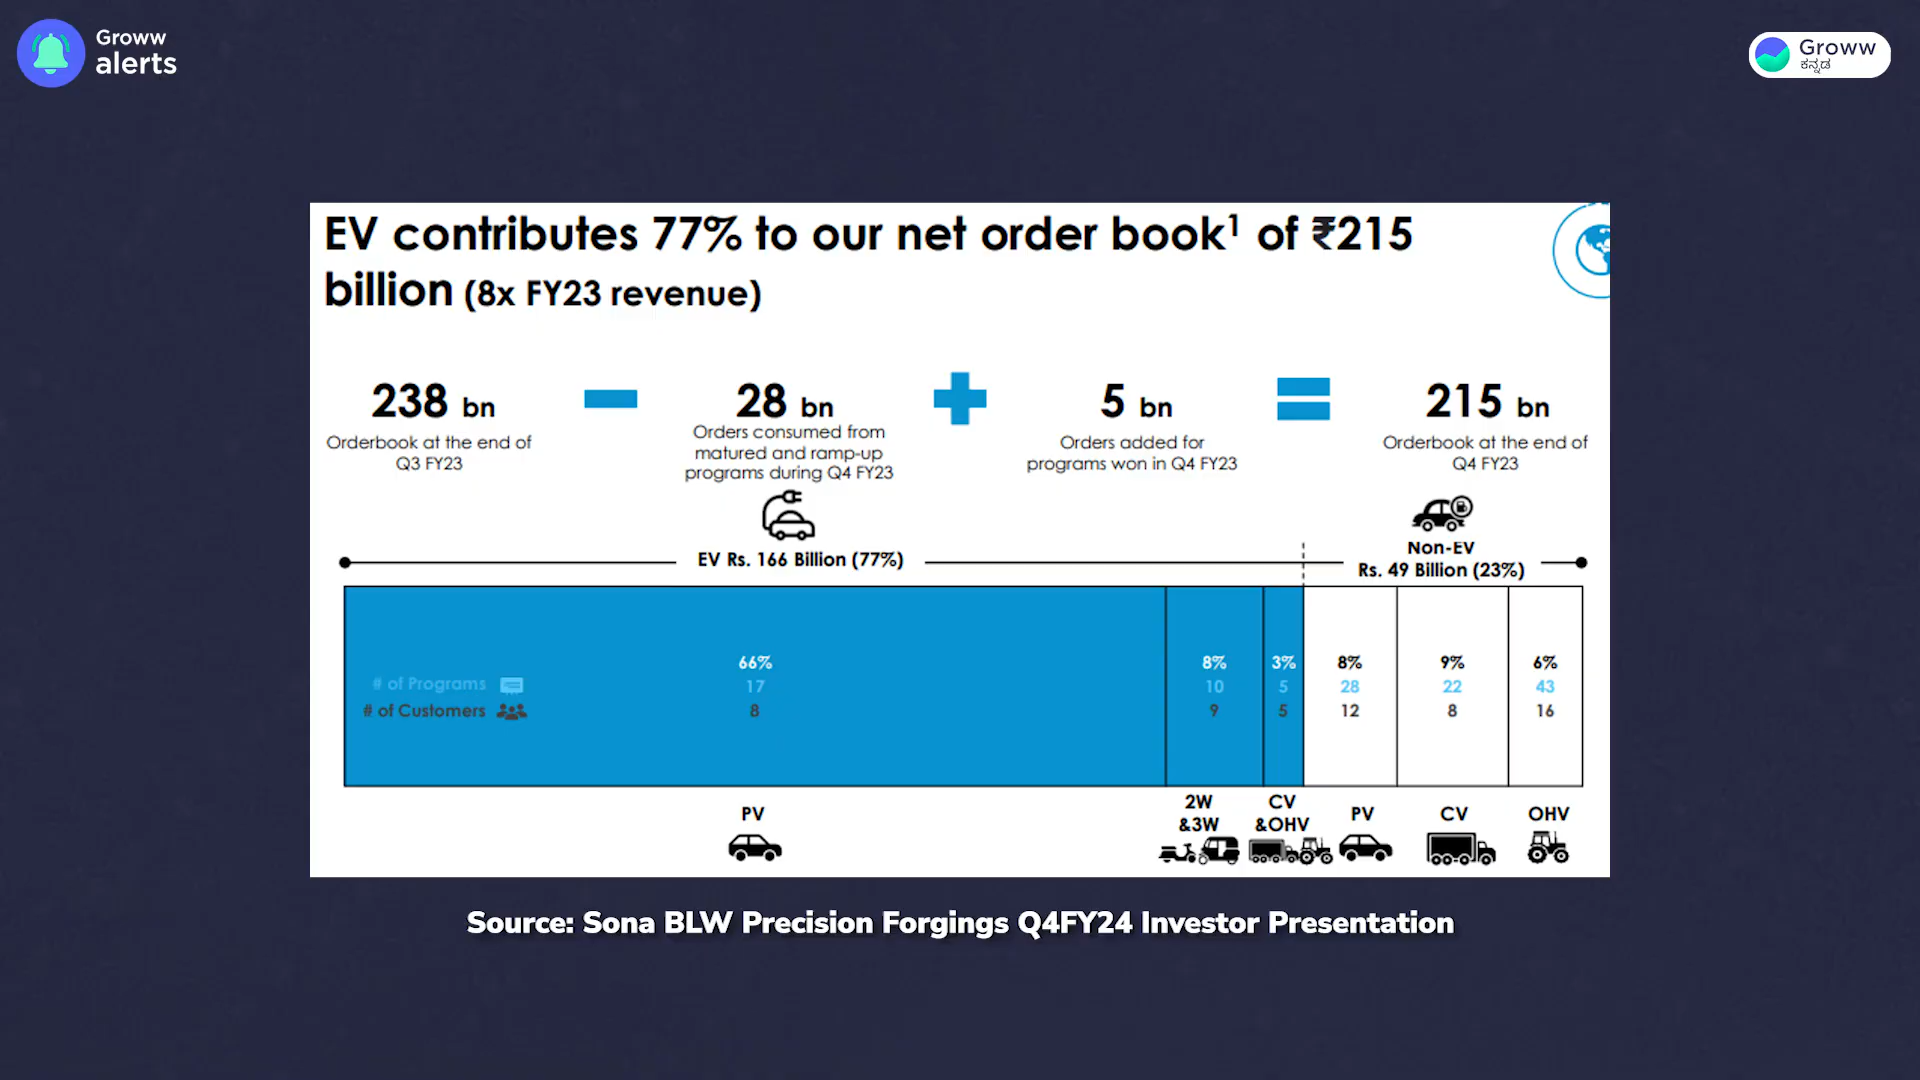 Groww
alerts
Groww
ಕನ್ನಡ
EV contributes 77% to our net order book¹ of ₹215
billion (8x FY23 revenue)
238 bn
Orderbook at the end of
Q3 FY23
28 bn
Orders consumed from
matured and ramp-up
programs during Q4 FY23
5 bn
Orders added for
programs won in Q4 FY23
215 bn
Orderbook at the end of
Q4 FY23
EV Rs. 166 Billion (77%)
Non-EV
Rs. 49 Billion (23%)
66% 8% 3% 8% 9% 6%
# of Programs 17 10 5 28 22 43
# of Customers 8 9 5 12 8 16
PV
2W
&3W
CV
&OHV
PV
CV
OHV
Source: Sona BLW Precision Forgings Q4FY24 Investor Presentation